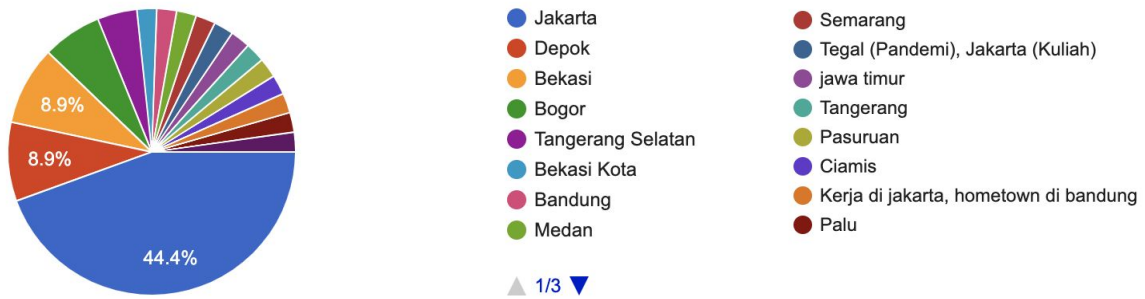 8.9%
8.9%
44.4%
Jakarta
Depok
Bekasi
Bogor
Tangerang Selatan
Bekasi Kota
Bandung
Medan
1/3
Semarang
Tegal (Pandemi), Jakarta (Kuliah)
jawa timur
Tangerang
Pasuruan
Ciamis
Kerja di jakarta, hometown di bandung
Palu